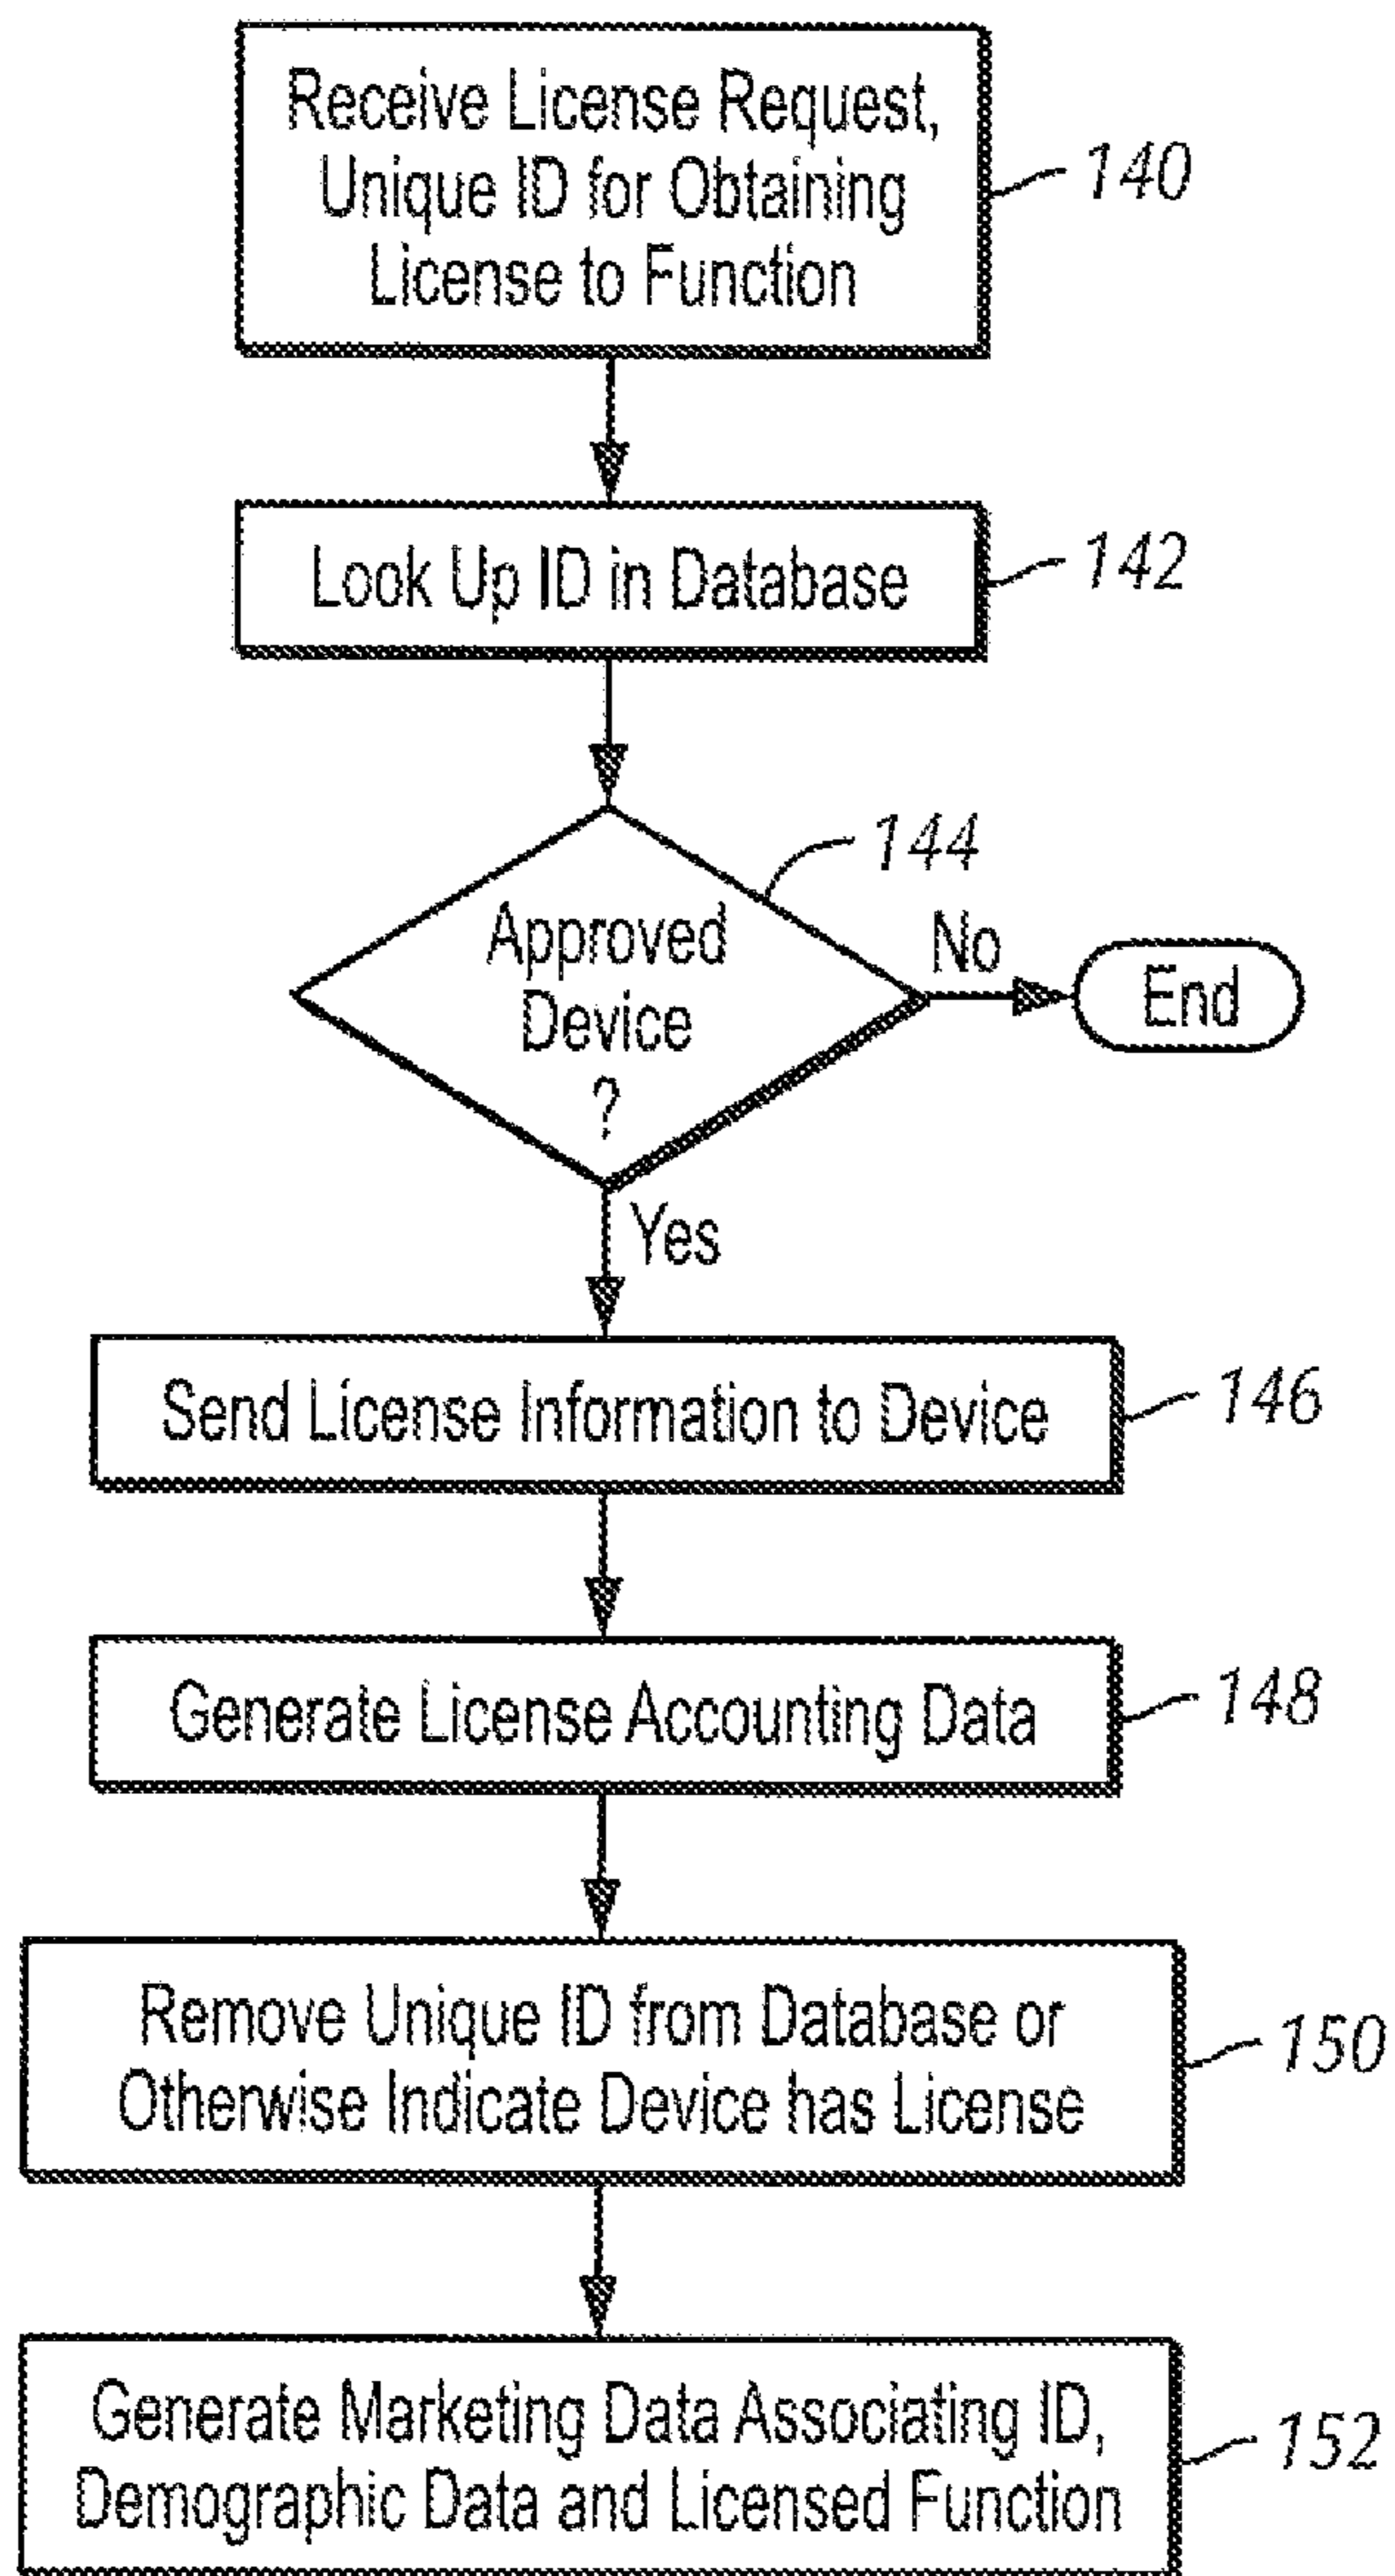 Receive License Request,
Unique ID for Obtaining
License to Function
140
Look Up ID in Database
142
144
Approved
Device
?
No
End
Yes
Send License Information to Device
146
Generate License Accounting Data
148
Remove Unique ID from Database or
Otherwise Indicate Device has License
150
Generate Marketing Data Associating ID,
Demographic Data and Licensed Function
152